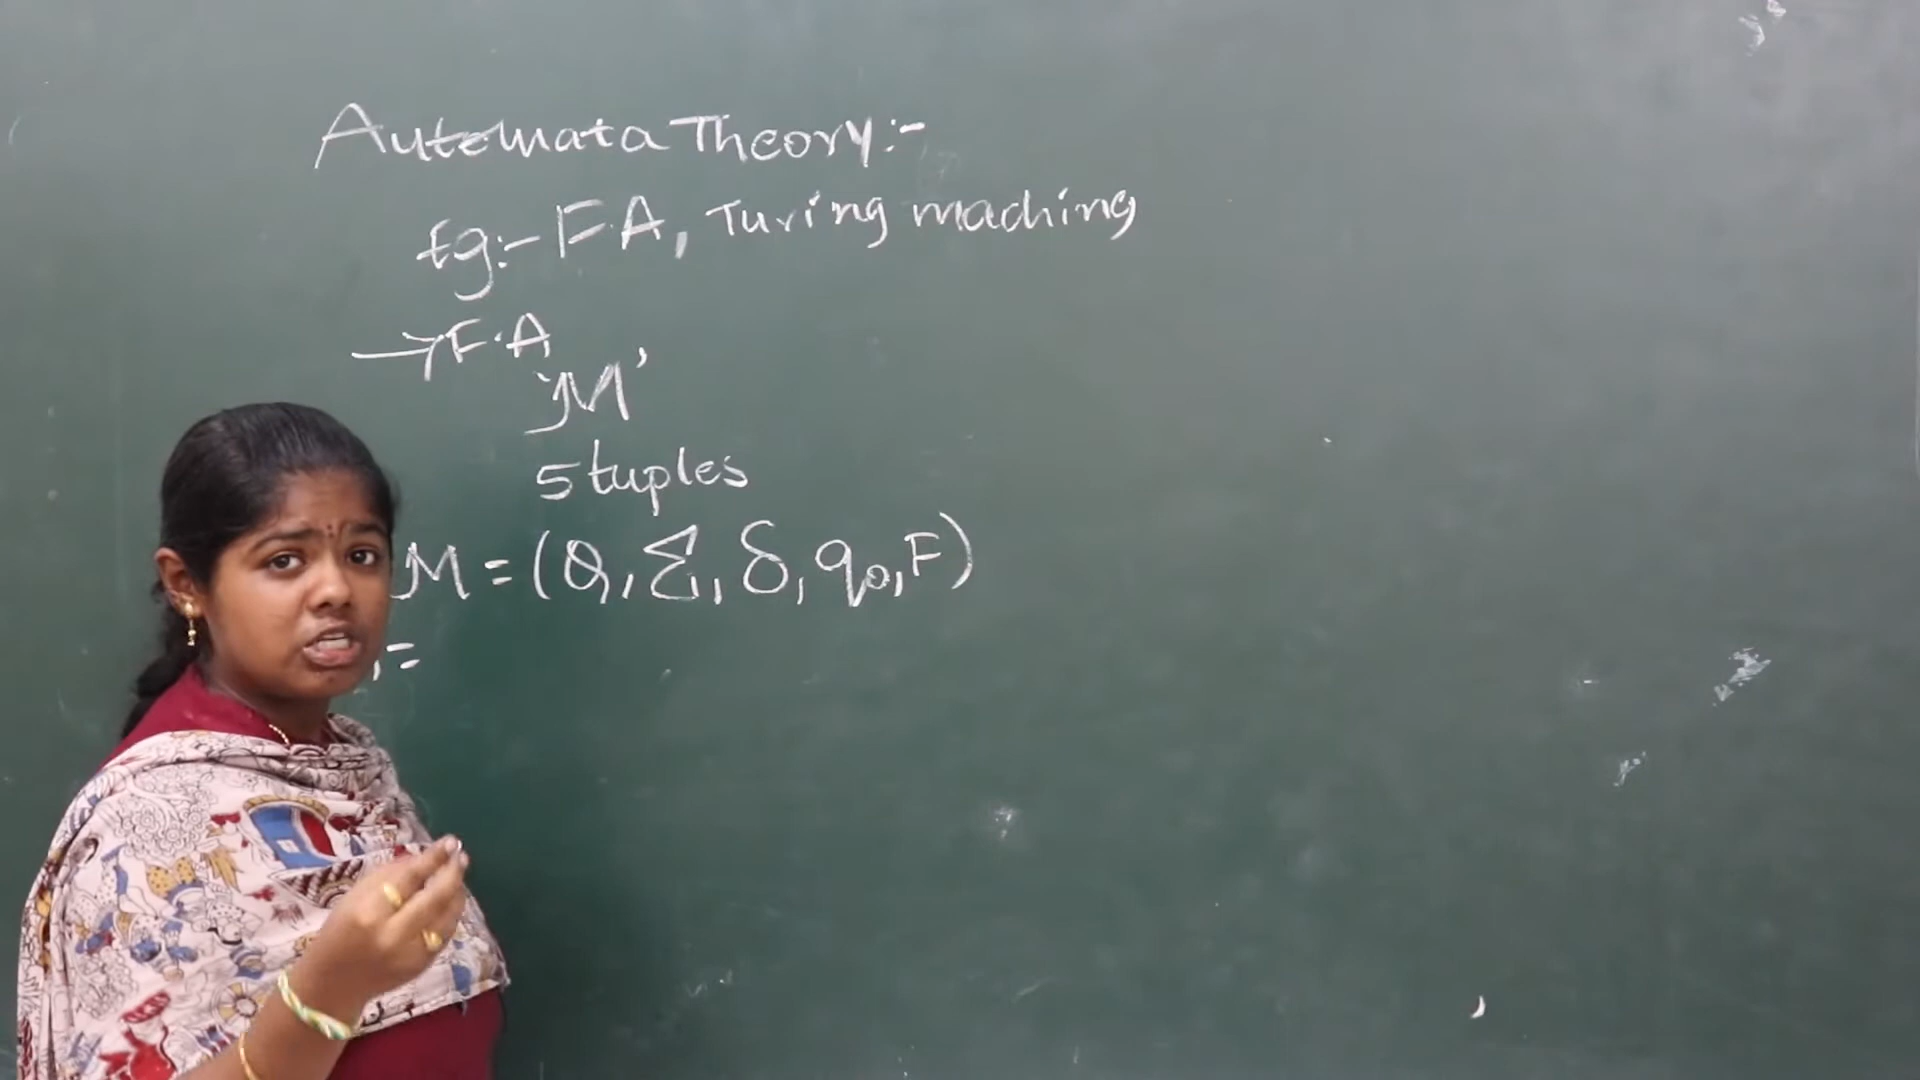 Automata Theory:-
Eg:- FA, Turing maching
→ F.A
'M'
5 tuples
M = (Q, Σ, δ, q₀, F)
=